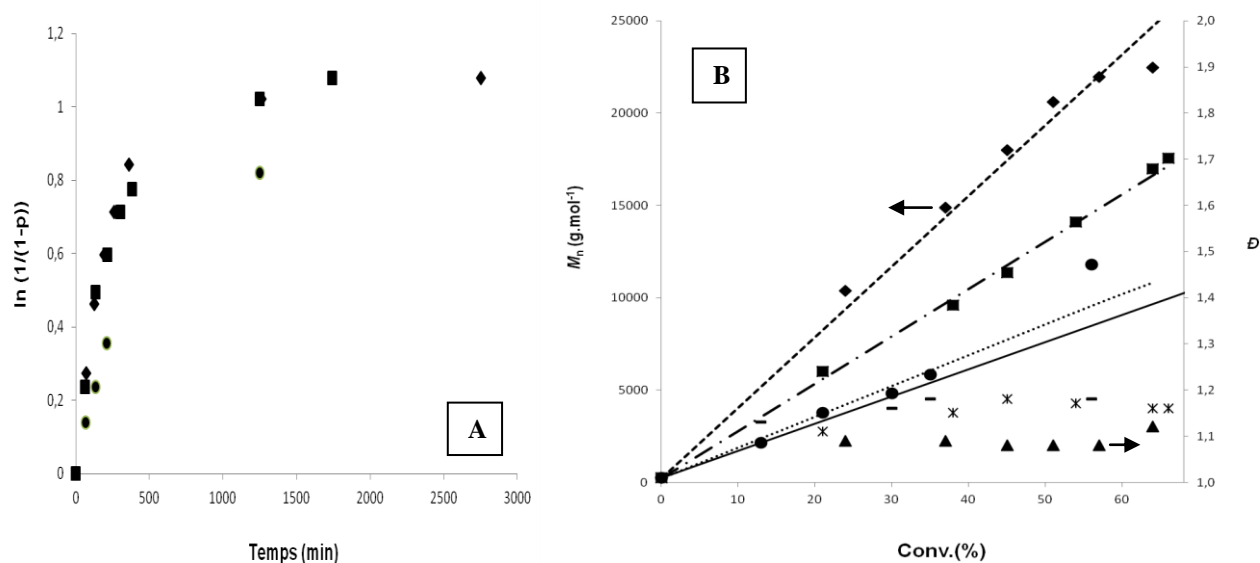 1,2
1
0,8
0,6
0,4
0,2
0
0 500 1000 1500 2000 2500 3000
ln (1/(1-p))
Temps (min)
A
25000
20000
15000
10000
5000
0
0 10 20 30 40 50 60
Mn (g.mol-1)
Conv.(%)
B
2,0
1,9
1,8
1,7
1,6
1,5
1,4
1,3
1,2
1,1
1,0
Đ